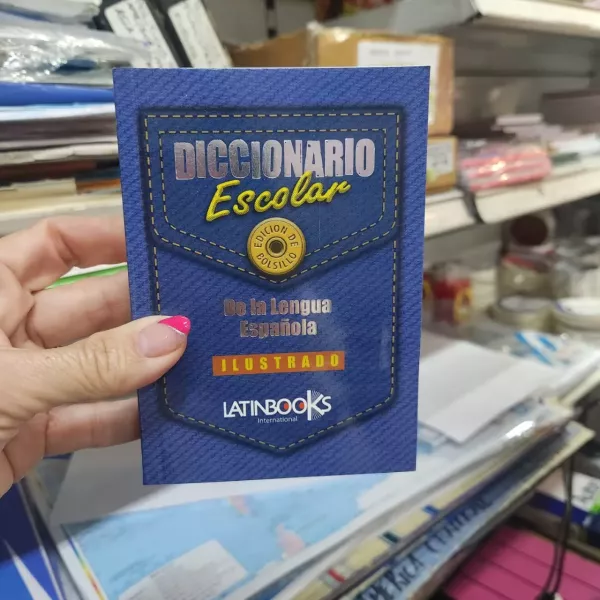 DICCIONARIO
Escolar
EDICION DE
BOLSILLO
De la Lengua
Española
ILUSTRADO
LATINBOOKS
International